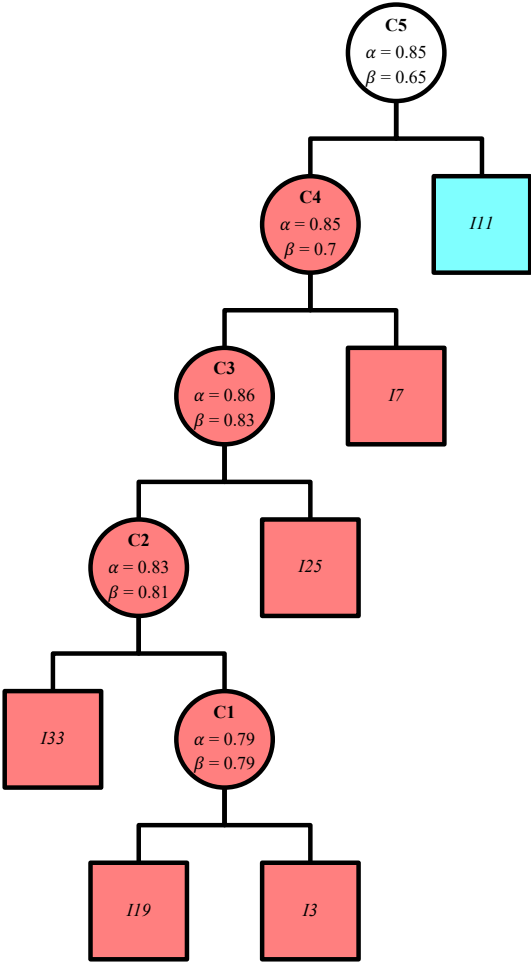 C5
α = 0.85
β = 0.65
C4
α = 0.85
β = 0.7
I11
C3
α = 0.86
β = 0.83
I7
C2
α = 0.83
β = 0.81
I25
I33
C1
α = 0.79
β = 0.79
I19
I3